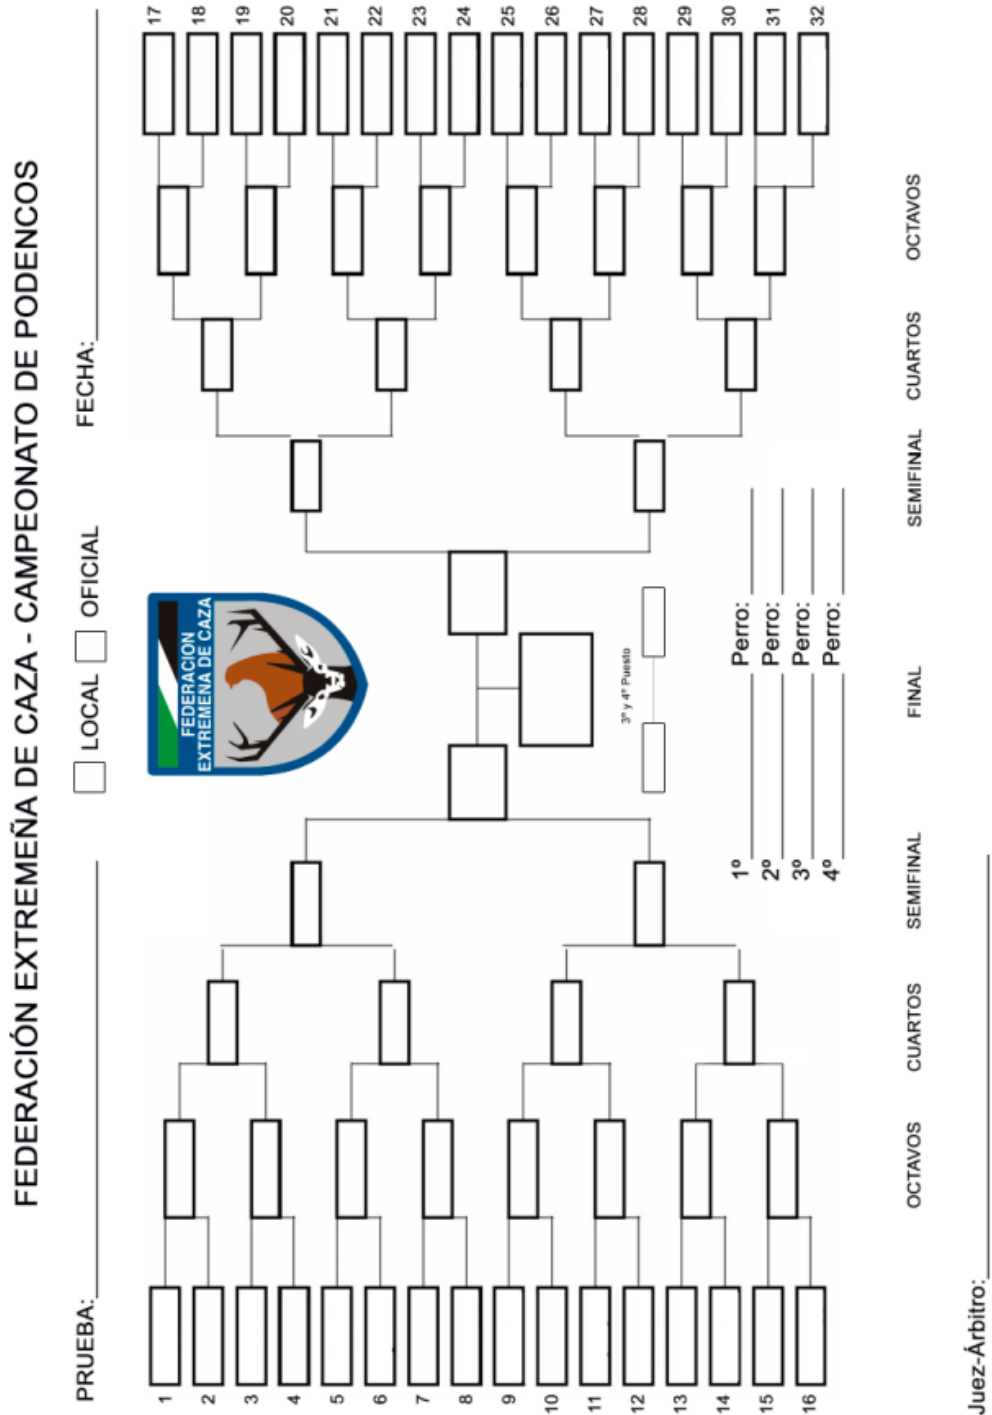 FEDERACIÓN EXTREMEÑA DE CAZA - CAMPEONATO DE PODENCOS
PRUEBA: LOCAL OFICIAL FECHA:
FEDERACION
EXTREMEÑA DE CAZA
1 17
2 18
3 19
4 20
5 21
6 22
7 23
8 24
9 25
10 26
11 27
12 28
13 29
14 30
15 31
16 32
3º y 4º Puesto
1º Perro:
2º Perro:
3º Perro:
4º Perro:
OCTAVOS CUARTOS SEMIFINAL FINAL SEMIFINAL CUARTOS OCTAVOS
Juez-Árbitro: